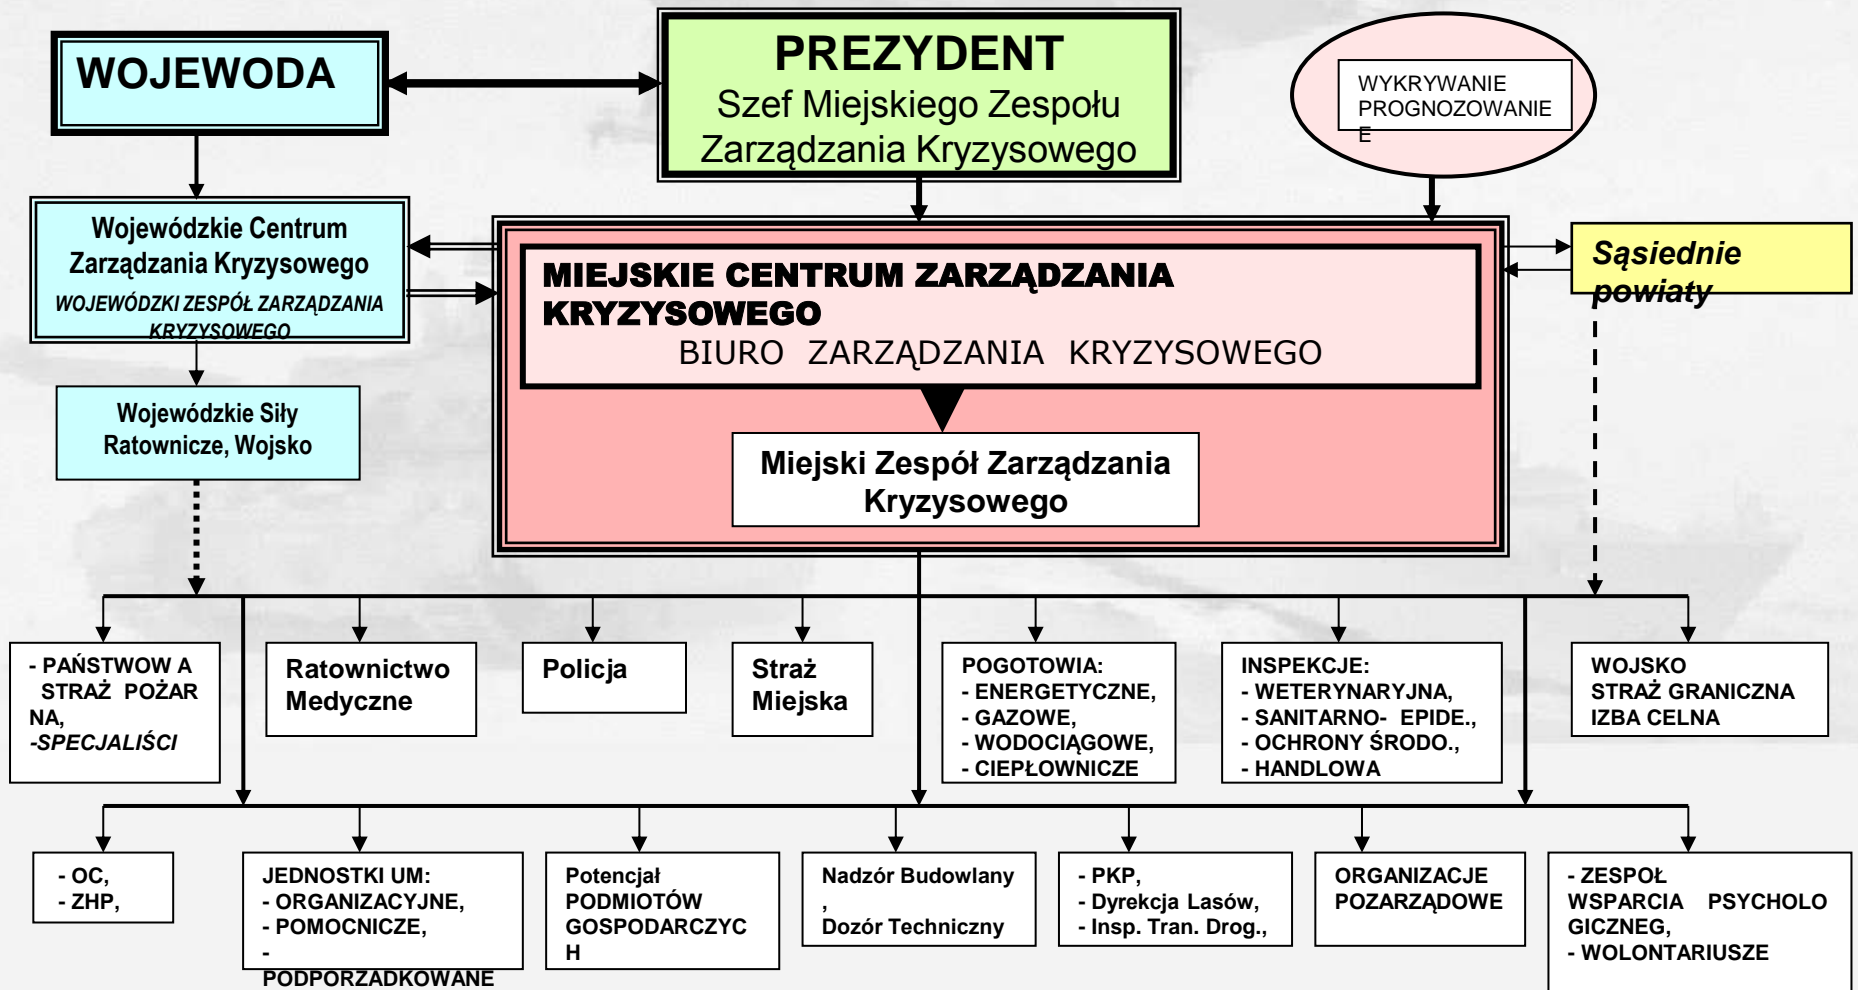 WOJEWODA
PREZYDENT
Szef Miejskiego Zespołu
Zarządzania Kryzysowego
WYKRYWANIE
PROGNOZOWANIE
E
Wojewódzkie Centrum
Zarządzania Kryzysowego
WOJEWÓDZKI ZESPÓŁ ZARZĄDZANIA
KRYZYSOWEGO
MIEJSKIE CENTRUM ZARZĄDZANIA
KRYZYSOWEGO
BIURO ZARZĄDZANIA KRYZYSOWEGO
Sąsiednie
powiaty
Wojewódzkie Siły
Ratownicze, Wojsko
Miejski Zespół Zarządzania
Kryzysowego
- PAŃSTWOW A
STRAŻ POŻAR
NA,
-SPECJALIŚCI
Ratownictwo
Medyczne
Policja
Straż
Miejska
POGOTOWIA:
- ENERGETYCZNE,
- GAZOWE,
- WODOCIĄGOWE,
- CIEPŁOWNICZE
INSPEKCJE:
- WETERYNARYJNA,
- SANITARNO- EPIDE.,
- OCHRONY ŚRODO.,
- HANDLOWA
WOJSKO
STRAŻ GRANICZNA
IZBA CELNA
- OC,
- ZHP,
JEDNOSTKI UM:
- ORGANIZACYJNE,
- POMOCNICZE,
-
PODPORZADKOWANE
Potencjał
PODMIOTÓW
GOSPODARCZYC
H
Nadzór Budowlany
,
Dozór Techniczny
- PKP,
- Dyrekcja Lasów,
- Insp. Tran. Drog.,
ORGANIZACJE
POZARZĄDOWE
- ZESPOŁ
WSPARCIA PSYCHOLO
GICZNEG,
- WOLONTARIUSZE